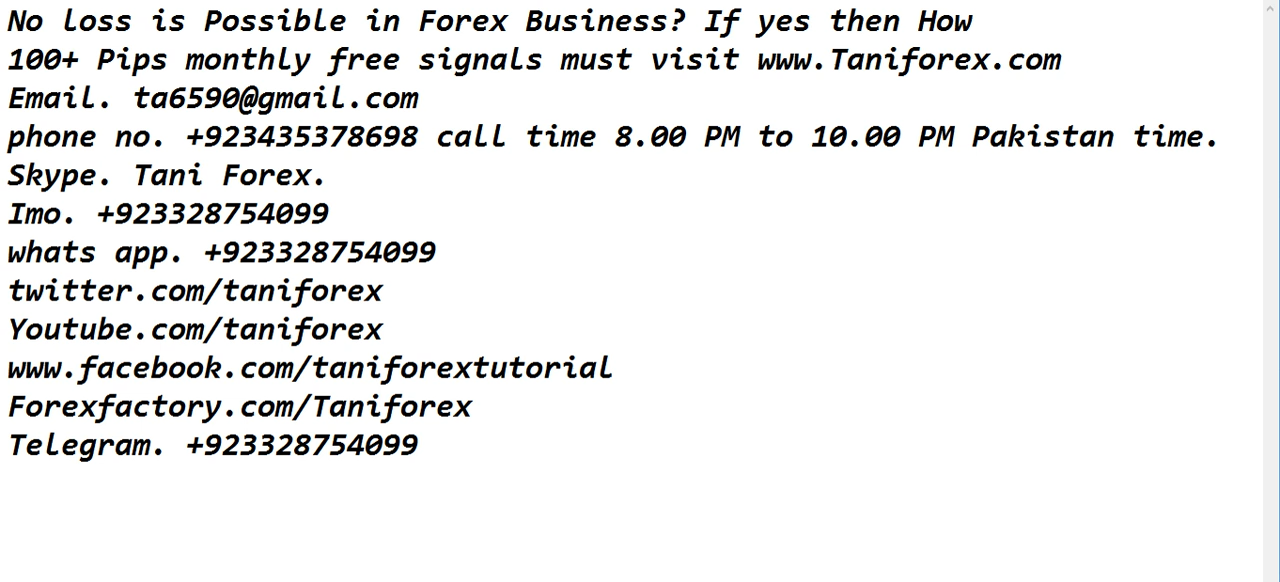 No loss is Possible in Forex Business? If yes then How
100+ Pips monthly free signals must visit www.Taniforex.com
Email. ta6590@gmail.com
phone no. +923435378698 call time 8.00 PM to 10.00 PM Pakistan time.
Skype. Tani Forex.
Imo. +923328754099
whats app. +923328754099
twitter.com/taniforex
Youtube.com/taniforex
www.facebook.com/taniforextutorial
Forexfactory.com/Taniforex
Telegram. +923328754099